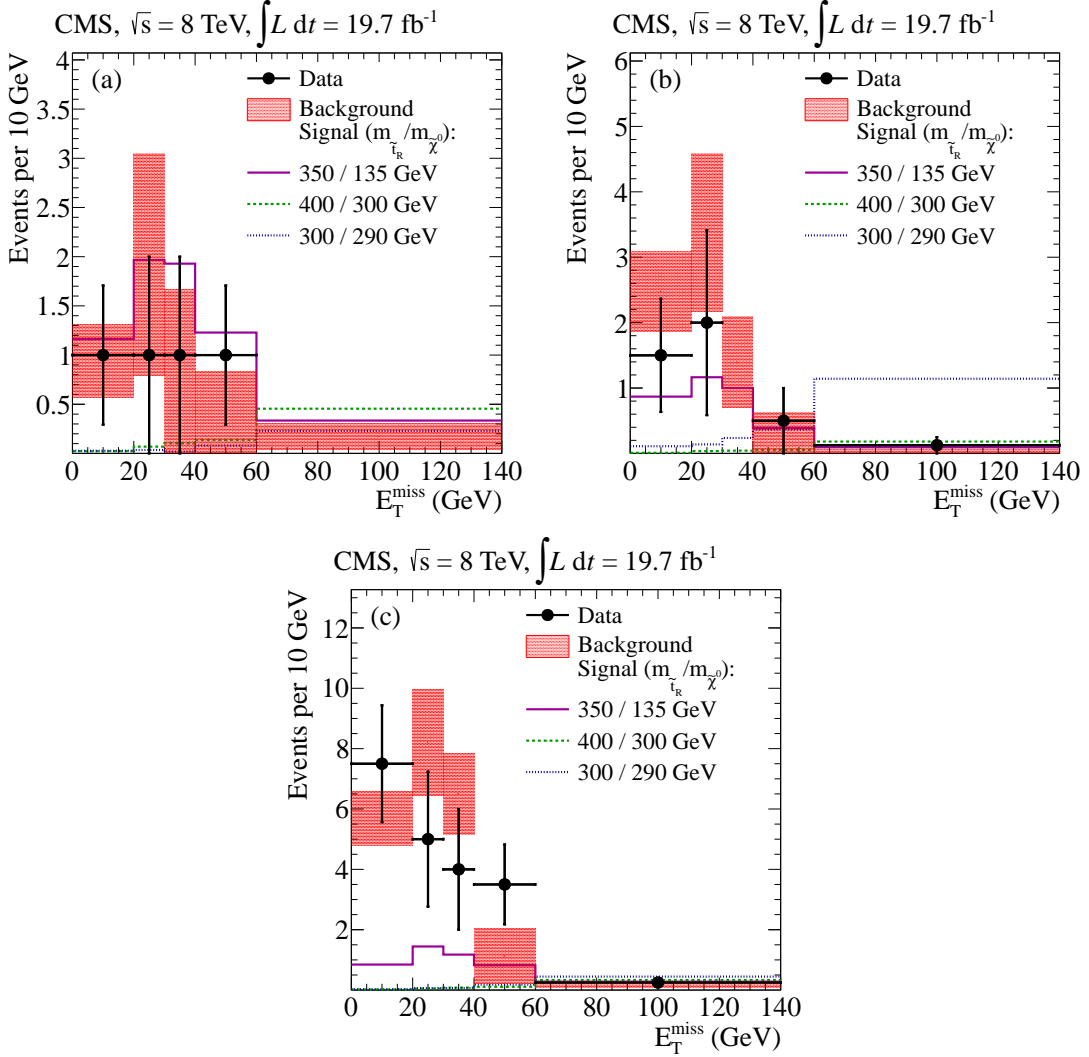 CMS, √s = 8 TeV, ∫L dt = 19.7 fb⁻¹
(a)
Data
Background
Signal (m_t̃_R/m_χ̃⁰):
350 / 135 GeV
400 / 300 GeV
300 / 290 GeV
Events per 10 GeV
4
3.5
3
2.5
2
1.5
1
0.5
0 20 40 60 80 100 120 140
E_T^miss (GeV)
CMS, √s = 8 TeV, ∫L dt = 19.7 fb⁻¹
(b)
Data
Background
Signal (m_t̃_R/m_χ̃⁰):
350 / 135 GeV
400 / 300 GeV
300 / 290 GeV
Events per 10 GeV
6
5
4
3
2
1
0 20 40 60 80 100 120 140
E_T^miss (GeV)
CMS, √s = 8 TeV, ∫L dt = 19.7 fb⁻¹
(c)
Data
Background
Signal (m_t̃_R/m_χ̃⁰):
350 / 135 GeV
400 / 300 GeV
300 / 290 GeV
Events per 10 GeV
12
10
8
6
4
2
0 20 40 60 80 100 120 140
E_T^miss (GeV)